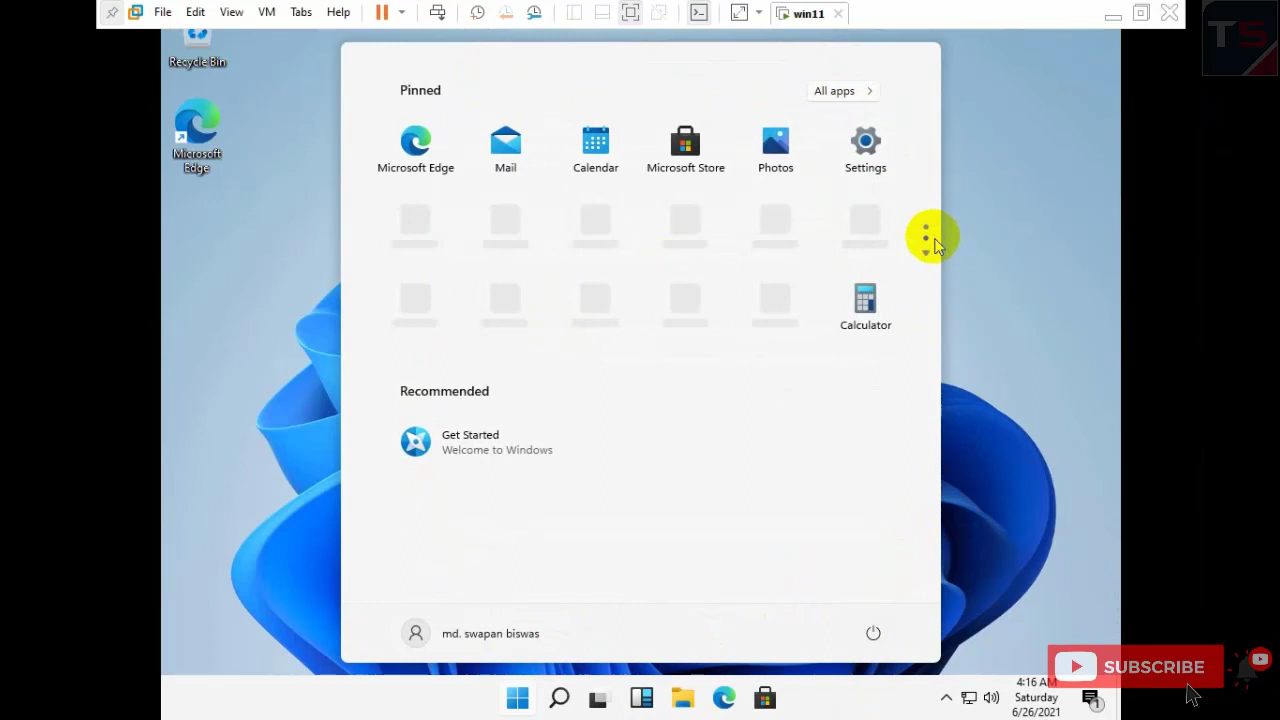 File Edit View VM Tabs Help
win11
TS
Recycle Bin
Microsoft
Edge
Pinned
All apps
Microsoft Edge
Mail
Calendar
Microsoft Store
Photos
Settings
Calculator
Recommended
Get Started
Welcome to Windows
md. swapan biswas
SUBSCRIBE
4:16 AM
Saturday
6/26/2021
1